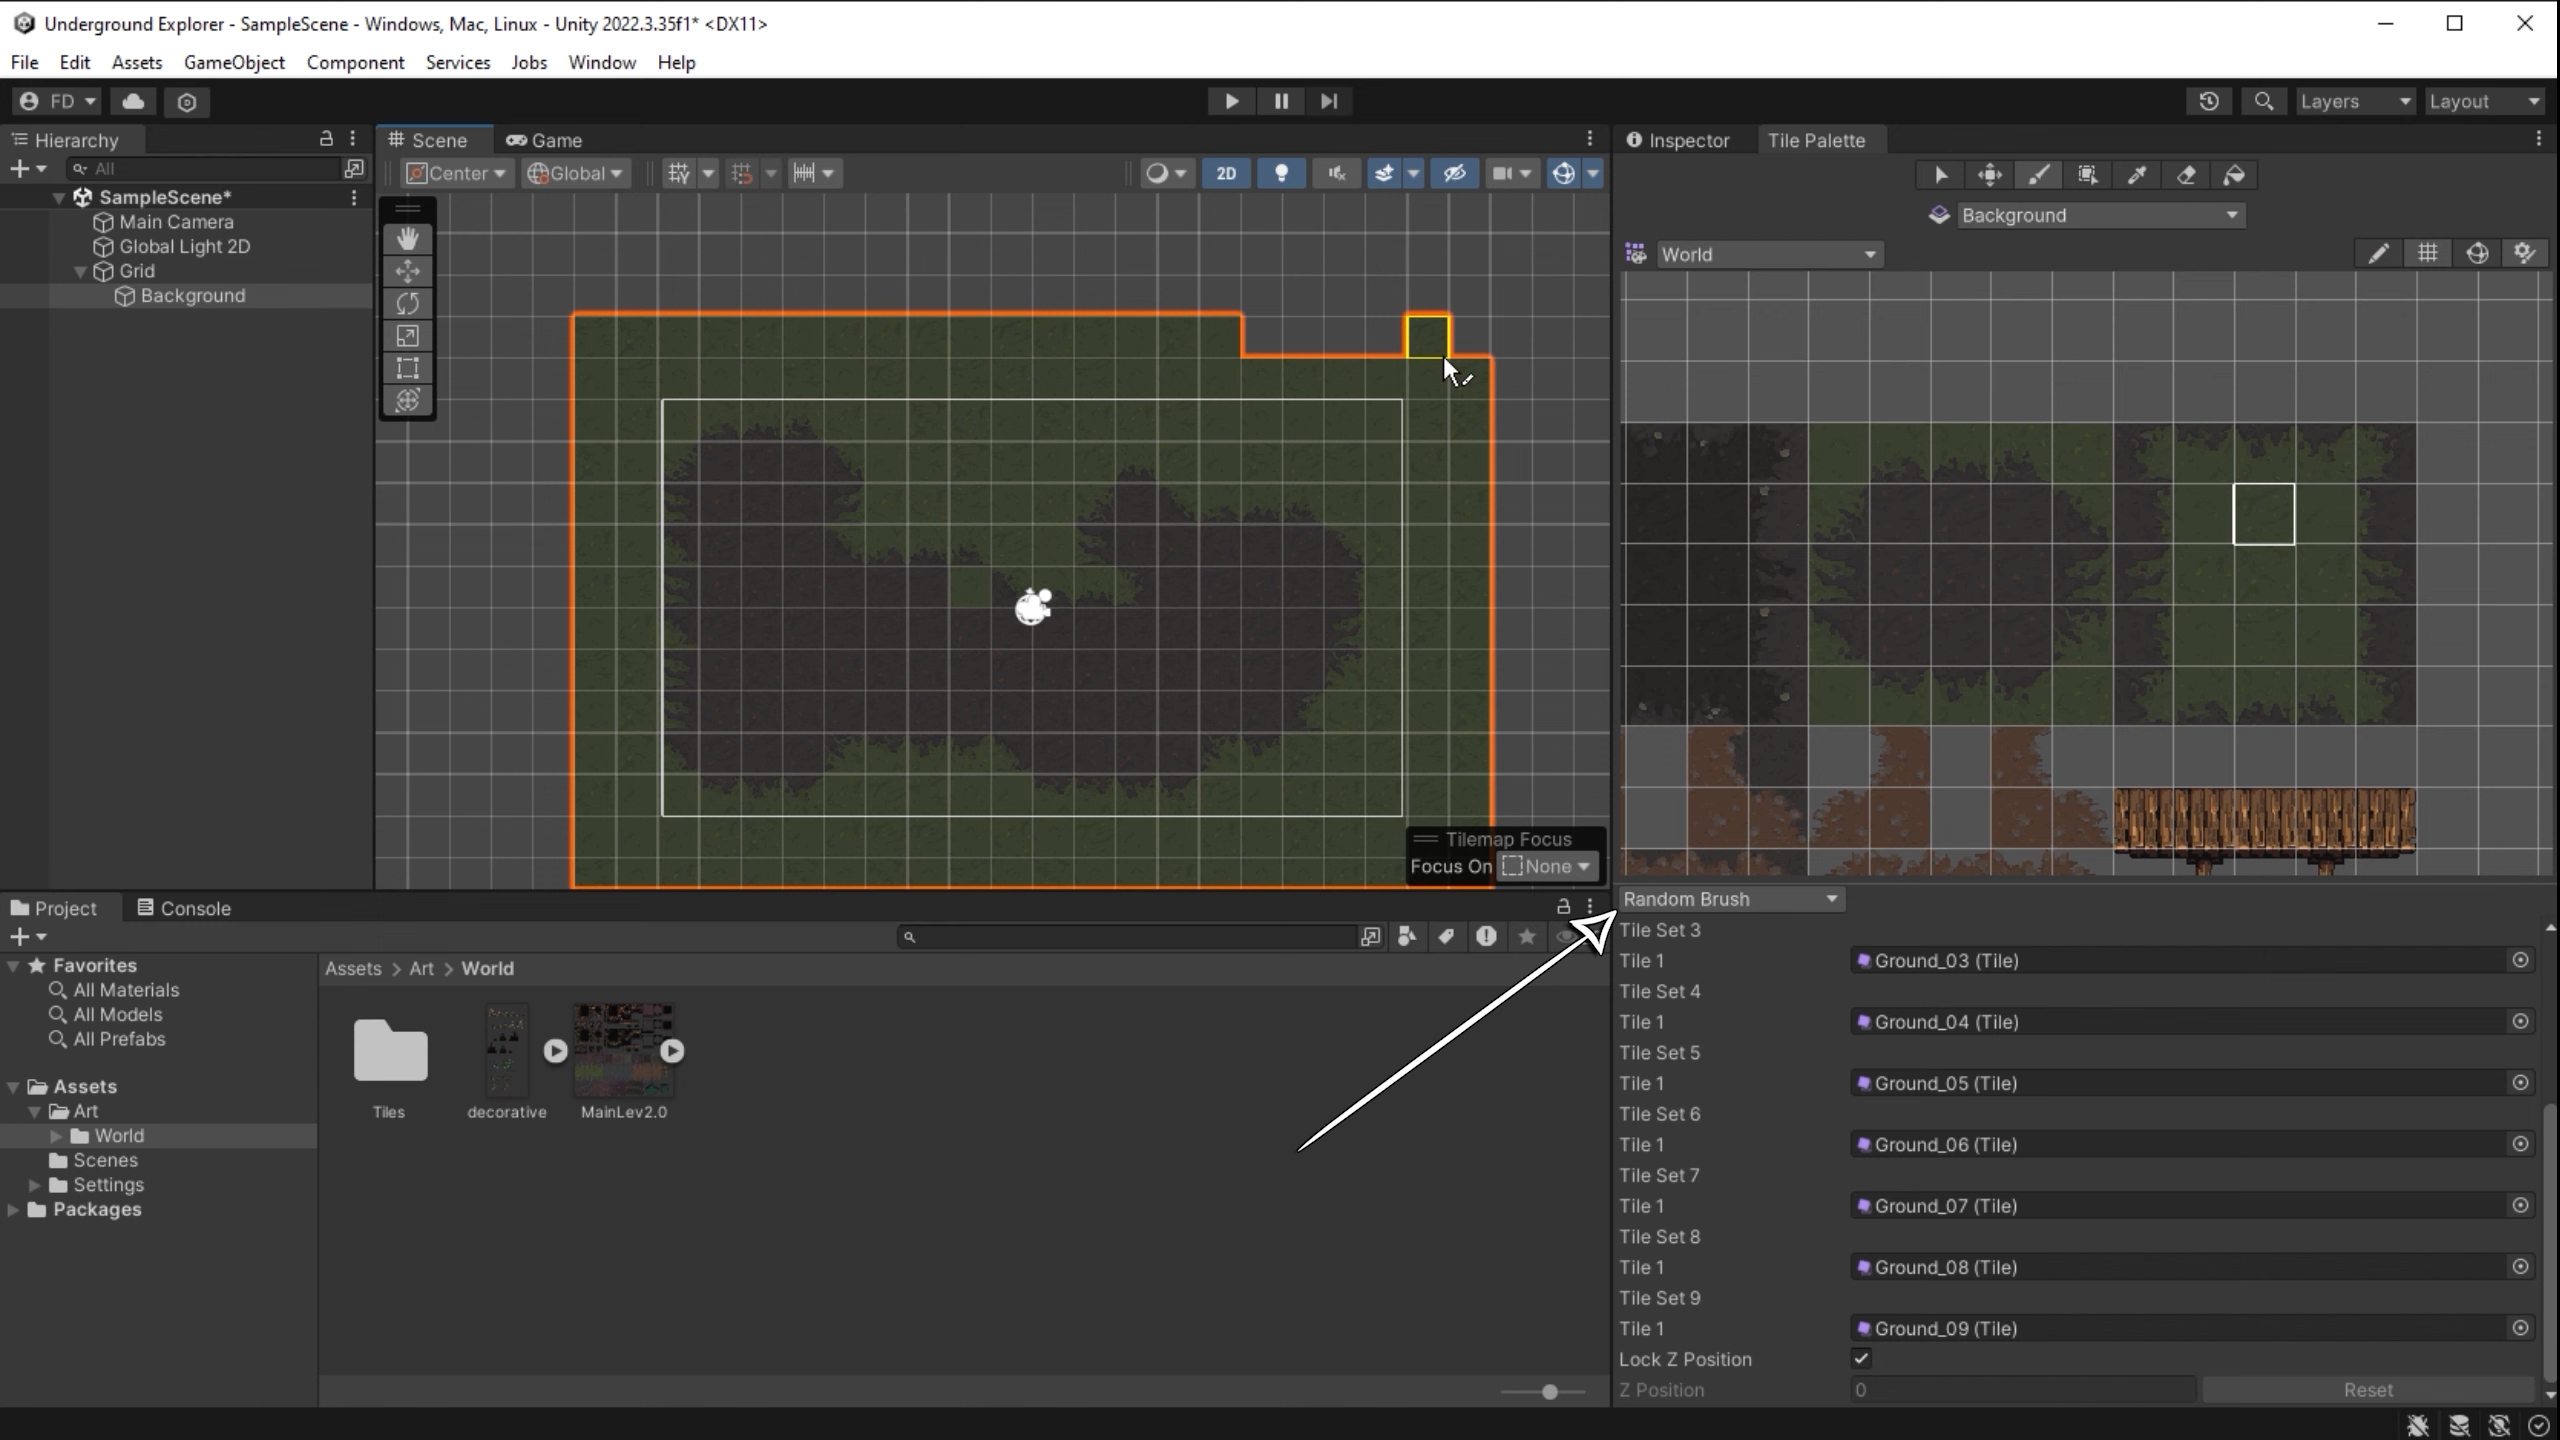 Underground Explorer - SampleScene - Windows, Mac, Linux - Unity 2022.3.35f1* <DX11>
File Edit Assets GameObject Component Services Jobs Window Help
FD
Layers
Layout
Hierarchy
All
SampleScene*
Main Camera
Global Light 2D
Grid
Background
Scene
Game
Center
Global
2D
Tilemap Focus
Focus On None
Inspector
Tile Palette
Background
World
Project
Console
Favorites
All Materials
All Models
All Prefabs
Assets
Art
World
Scenes
Settings
Packages
Assets > Art > World
Tiles
decorative
MainLev2.0
Random Brush
Tile Set 3
Tile 1 Ground_03 (Tile)
Tile Set 4
Tile 1 Ground_04 (Tile)
Tile Set 5
Tile 1 Ground_05 (Tile)
Tile Set 6
Tile 1 Ground_06 (Tile)
Tile Set 7
Tile 1 Ground_07 (Tile)
Tile Set 8
Tile 1 Ground_08 (Tile)
Tile Set 9
Tile 1 Ground_09 (Tile)
Lock Z Position
Z Position 0 Reset